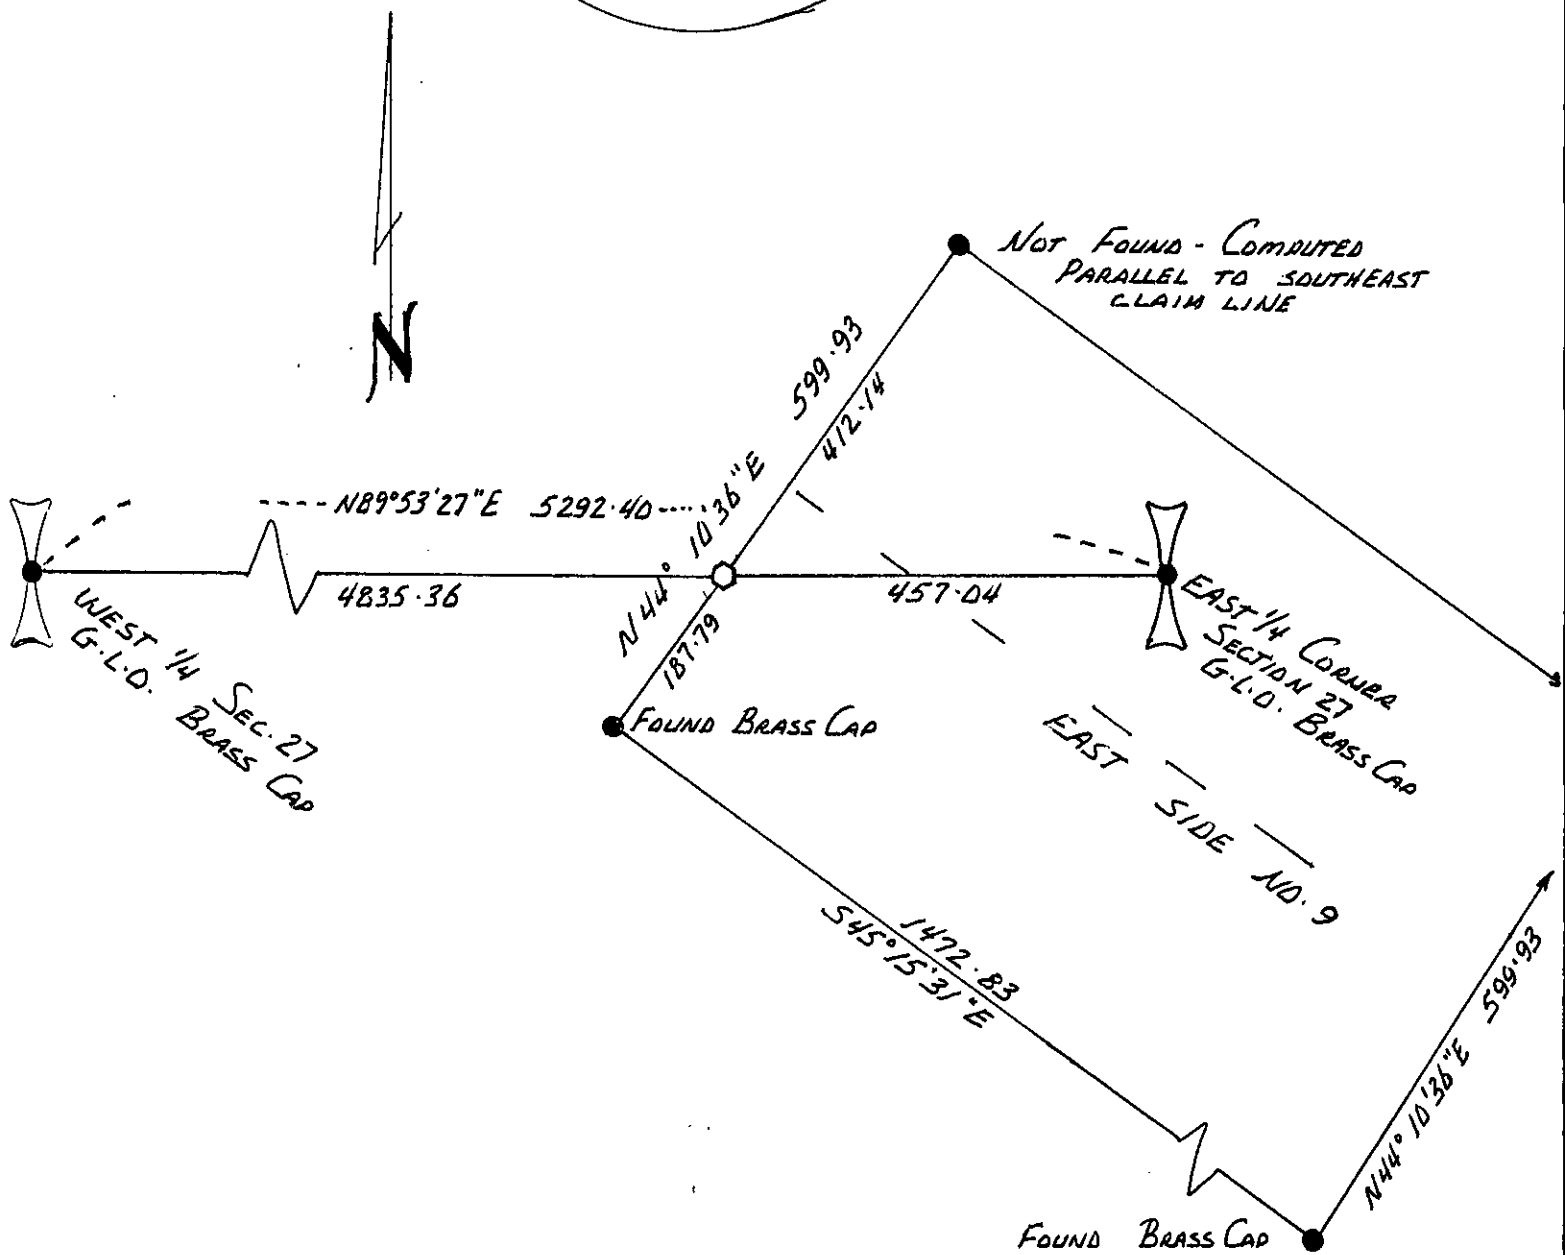 N
NOT FOUND - COMPUTED
PARALLEL TO SOUTHEAST
CLAIM LINE
599.93
412.14
N44° 10'36"E
N89°53'27"E 5292.40
4835.36
457.04
187.79
WEST 1/4 SEC. 27
G.L.O. BRASS CAP
EAST 1/4 CORNER
SECTION 27
G.L.O. BRASS CAP
FOUND BRASS CAP
EAST SIDE NO. 9
1472.83
S45°15'31"E
N44° 10'36"E 599.93
FOUND BRASS CAP